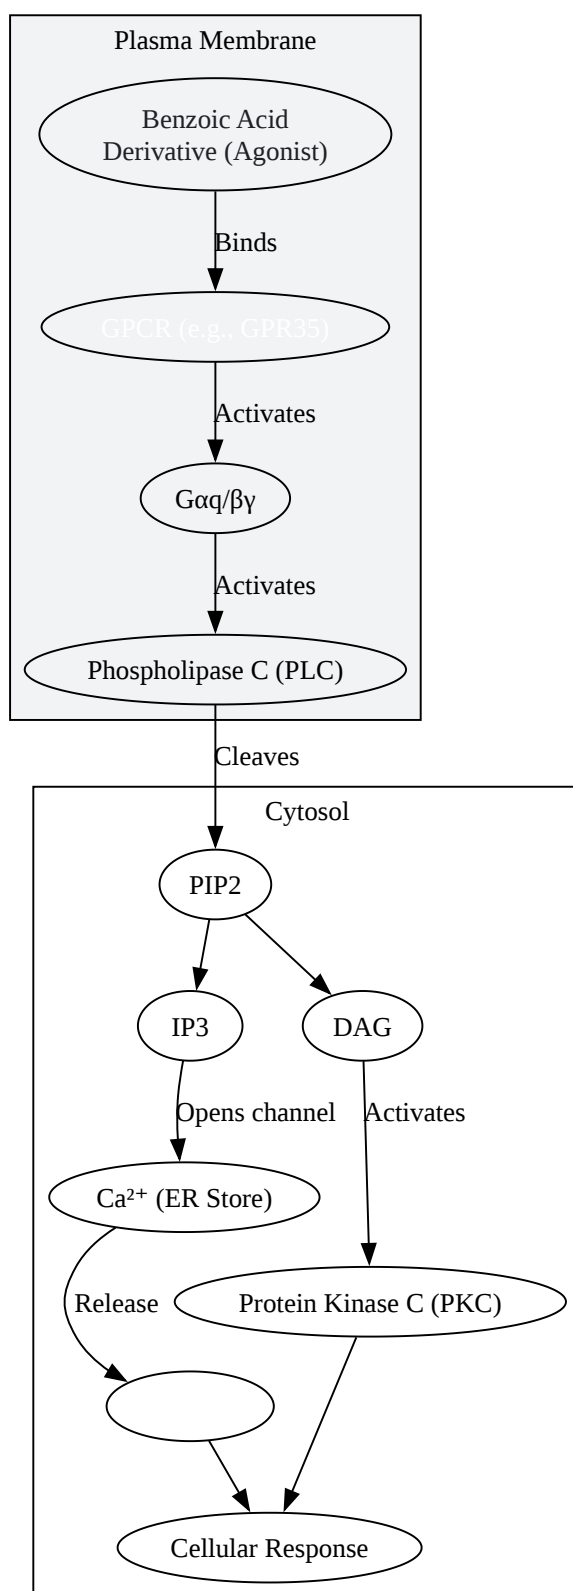 Plasma Membrane
Benzoic Acid
Derivative (Agonist)
Binds
GPCR (e.g., GPR35)
Activates
Gαq/βγ
Activates
Phospholipase C (PLC)
Cleaves
Cytosol
PIP2
IP3
DAG
Opens channel
Activates
Ca²⁺ (ER Store)
Release
Protein Kinase C (PKC)
Cellular Response